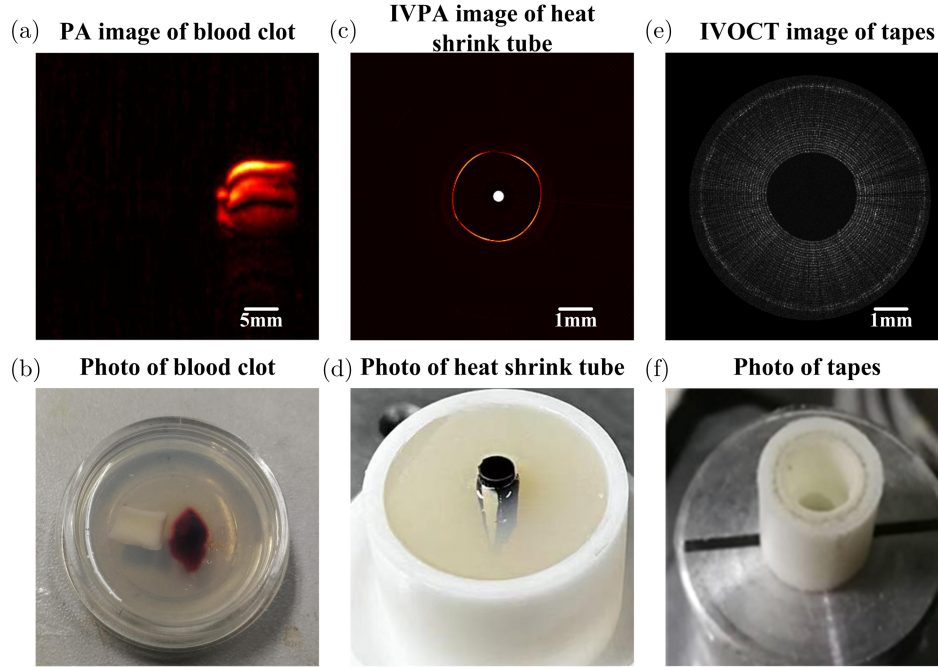 (a) PA image of blood clot
(c) IVPA image of heat
shrink tube
(e) IVOCT image of tapes
5mm
1mm
1mm
(b) Photo of blood clot
(d) Photo of heat shrink tube
(f) Photo of tapes